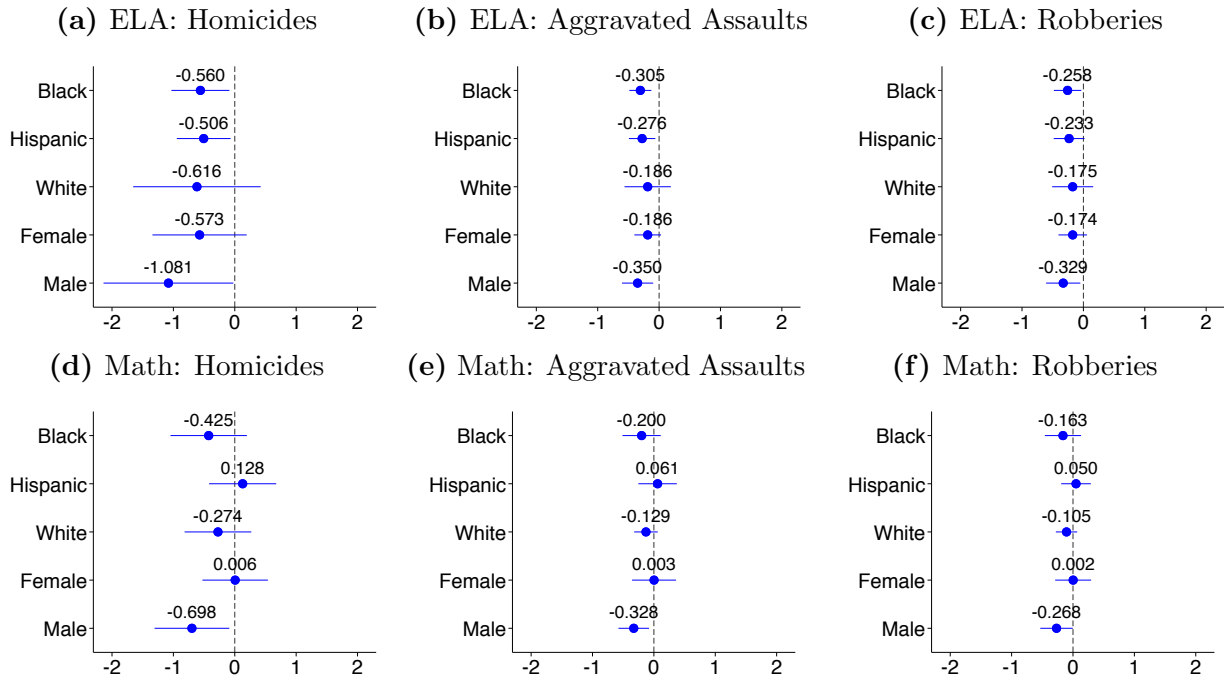 (a) ELA: Homicides
-0.560
Black
-0.506
Hispanic
-0.616
White
-0.573
Female
-1.081
Male
-2 -1 0 1 2
(b) ELA: Aggravated Assaults
-0.305
Black
-0.276
Hispanic
-0.186
White
-0.186
Female
-0.350
Male
-2 -1 0 1 2
(c) ELA: Robberies
-0.258
Black
-0.233
Hispanic
-0.175
White
-0.174
Female
-0.329
Male
-2 -1 0 1 2
(d) Math: Homicides
-0.425
Black
0.128
Hispanic
-0.274
White
0.006
Female
-0.698
Male
-2 -1 0 1 2
(e) Math: Aggravated Assaults
-0.200
Black
0.061
Hispanic
-0.129
White
0.003
Female
-0.328
Male
-2 -1 0 1 2
(f) Math: Robberies
-0.163
Black
0.050
Hispanic
-0.105
White
0.002
Female
-0.268
Male
-2 -1 0 1 2